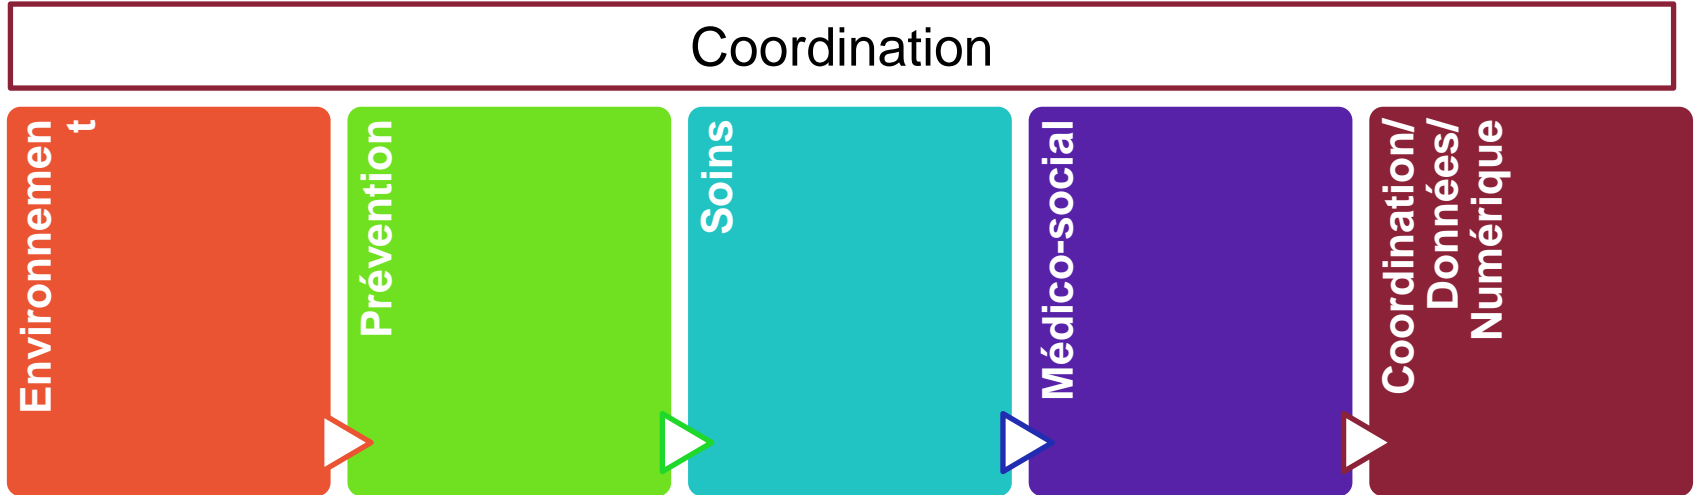 Coordination
Environnemen
t
Prévention
Soins
Médico-social
Coordination/
Données/
Numérique